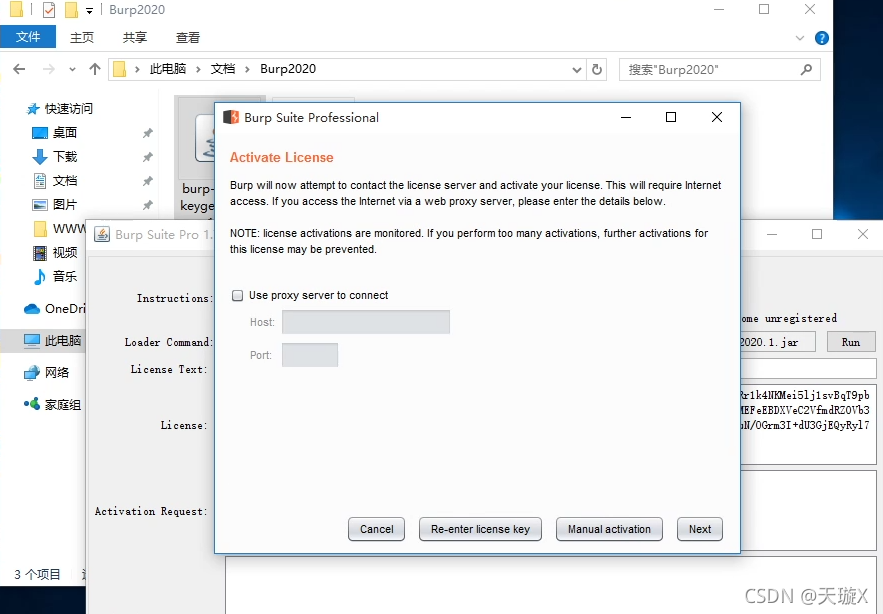 Burp2020
文件 主页 共享 查看
此电脑 文档 Burp2020 搜索"Burp2020"
快速访问
桌面
下载
文档
图片
WWW
视频
音乐
OneDri
此电脑
网络
家庭组
3 个项目
burp-
keyge
Burp Suite Pro 1.
Instructions:
ome unregistered
Loader Command:
2020.1.jar Run
License Text:
License:
Activation Request:
Burp Suite Professional
Activate License
Burp will now attempt to contact the license server and activate your license. This will require Internet
access. If you access the Internet via a web proxy server, please enter the details below.
NOTE: license activations are monitored. If you perform too many activations, further activations for
this license may be prevented.
Use proxy server to connect
Host:
Port:
Cancel Re-enter license key Manual activation Next
CSDN @天璇X